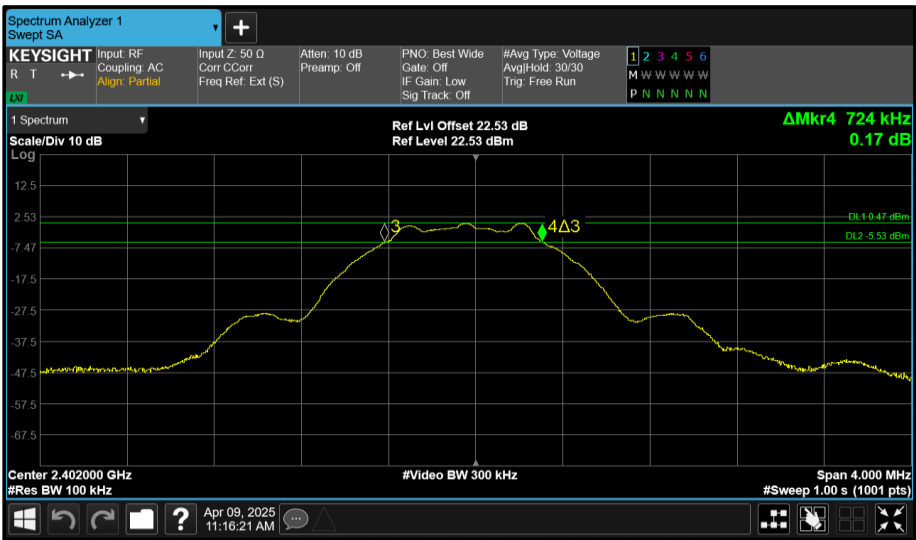 Spectrum Analyzer 1
Swept SA
+
KEYSIGHT
R T
LXI
Input: RF
Coupling: AC
Align: Partial
Input Z: 50 Ω
Corr CCorr
Freq Ref: Ext (S)
Atten: 10 dB
Preamp: Off
PNO: Best Wide
Gate: Off
IF Gain: Low
Sig Track: Off
#Avg Type: Voltage
Avg|Hold: 30/30
Trig: Free Run
1 2 3 4 5 6
M W W W W W
P N N N N N
1 Spectrum
Scale/Div 10 dB
Ref Lvl Offset 22.53 dB
Ref Level 22.53 dBm
ΔMkr4 724 kHz
0.17 dB
Log
12.5
2.53
-7.47
-17.5
-27.5
-37.5
-47.5
-57.5
-67.5
3
4Δ3
DL1 0.47 dBm
DL2 -5.53 dBm
Center 2.402000 GHz
#Video BW 300 kHz
Span 4.000 MHz
#Res BW 100 kHz
#Sweep 1.00 s (1001 pts)
?
Apr 09, 2025
11:16:21 AM